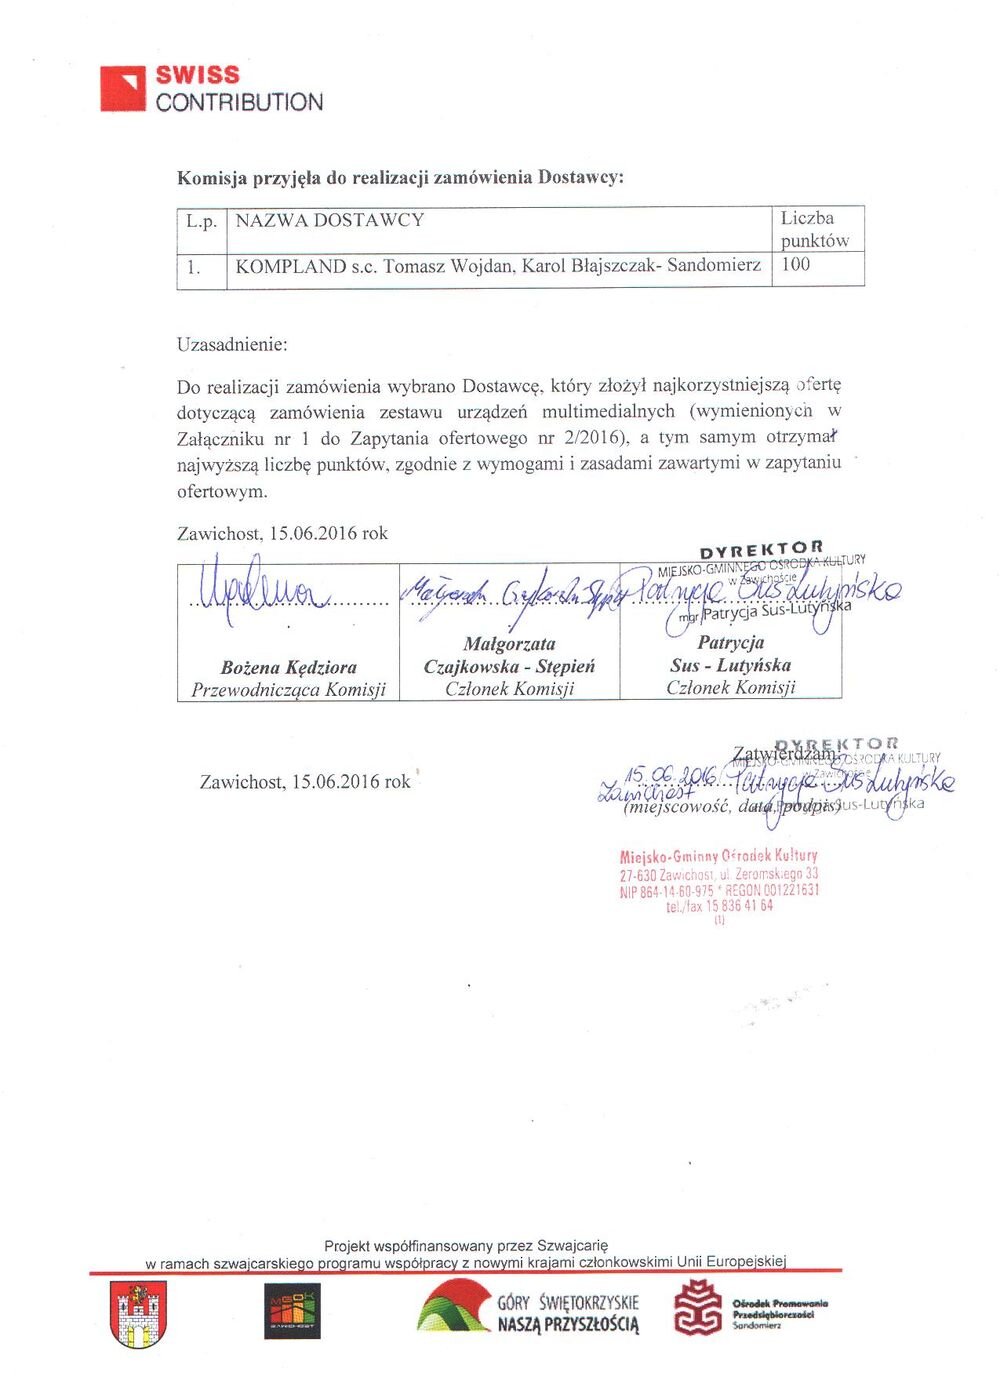 SWISS
CONTRIBUTION
Komisja przyjęła do realizacji zamówienia Dostawcy:
L.p. NAZWA DOSTAWCY Liczba punktów
1. KOMPLAND s.c. Tomasz Wojdan, Karol Błajszczak- Sandomierz 100
Uzasadnienie:
Do realizacji zamówienia wybrano Dostawcę, który złożył najkorzystniejszą ofertę
dotyczącą zamówienia zestawu urządzeń multimedialnych (wymienionych w
Załączniku nr 1 do Zapytania ofertowego nr 2/2016), a tym samym otrzymał
najwyższą liczbę punktów, zgodnie z wymogami i zasadami zawartymi w zapytaniu
ofertowym.
Zawichost, 15.06.2016 rok
DYREKTOR
MIEJSKO-GMINNEGO OŚRODKA KULTURY
w Zawichoście
Patrycja Sus-Lutyńska
mgr Patrycja Sus-Lutyńska
Bożena Kędziora
Przewodnicząca Komisji
Małgorzata
Czajkowska - Stępień
Członek Komisji
Patrycja
Sus - Lutyńska
Członek Komisji
DYREKTOR
Zatwierdzam:
MIEJSKO-GMINNEGO OŚRODKA KULTURY
Zawichost, 15.06.2016 rok
15.06.2016 Patrycja Sus-Lutyńska
Zawichost
(miejscowość, data, podpis)
Patrycja Sus-Lutyńska
Miejsko-Gminny Ośrodek Kultury
27-630 Zawichost, ul. Żeromskiego 33
NIP 864-14-60-975 * REGON 001221631
tel./fax 15 836 41 64
(1)
Projekt współfinansowany przez Szwajcarię
w ramach szwajcarskiego programu współpracy z nowymi krajami członkowskimi Unii Europejskiej
GÓRY ŚWIĘTOKRZYSKIE
NASZĄ PRZYSZŁOŚCIĄ
Ośrodek Promowania
Przedsiębiorczości
Sandomierz